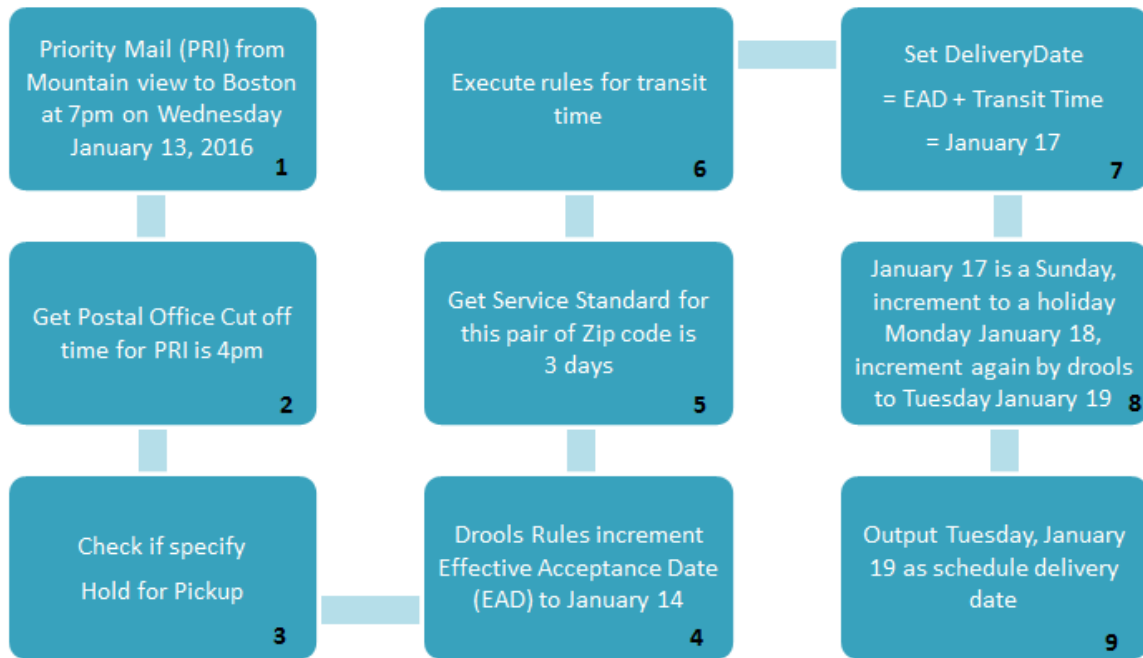 Priority Mail (PRI) from
Mountain view to Boston
at 7pm on Wednesday
January 13, 2016
1
Get Postal Office Cut off
time for PRI is 4pm
2
Check if specify
Hold for Pickup
3
Drools Rules increment
Effective Acceptance Date
(EAD) to January 14
4
Get Service Standard for
this pair of Zip code is
3 days
5
Execute rules for transit
time
6
Set DeliveryDate
= EAD + Transit Time
= January 17
7
January 17 is a Sunday,
increment to a holiday
Monday January 18,
increment again by drools
to Tuesday January 19
8
Output Tuesday, January
19 as schedule delivery
date
9